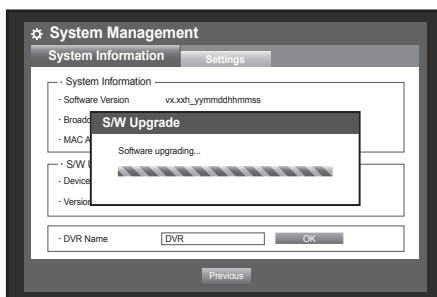 System Management
System Information
Settings
· System Information
· Software Version vx.xxh_yymmddhhmmss
· Broadc
· MAC A
S/W Upgrade
Software upgrading...
· S/W U
· Device
· Version
· DVR Name DVR OK
Previous